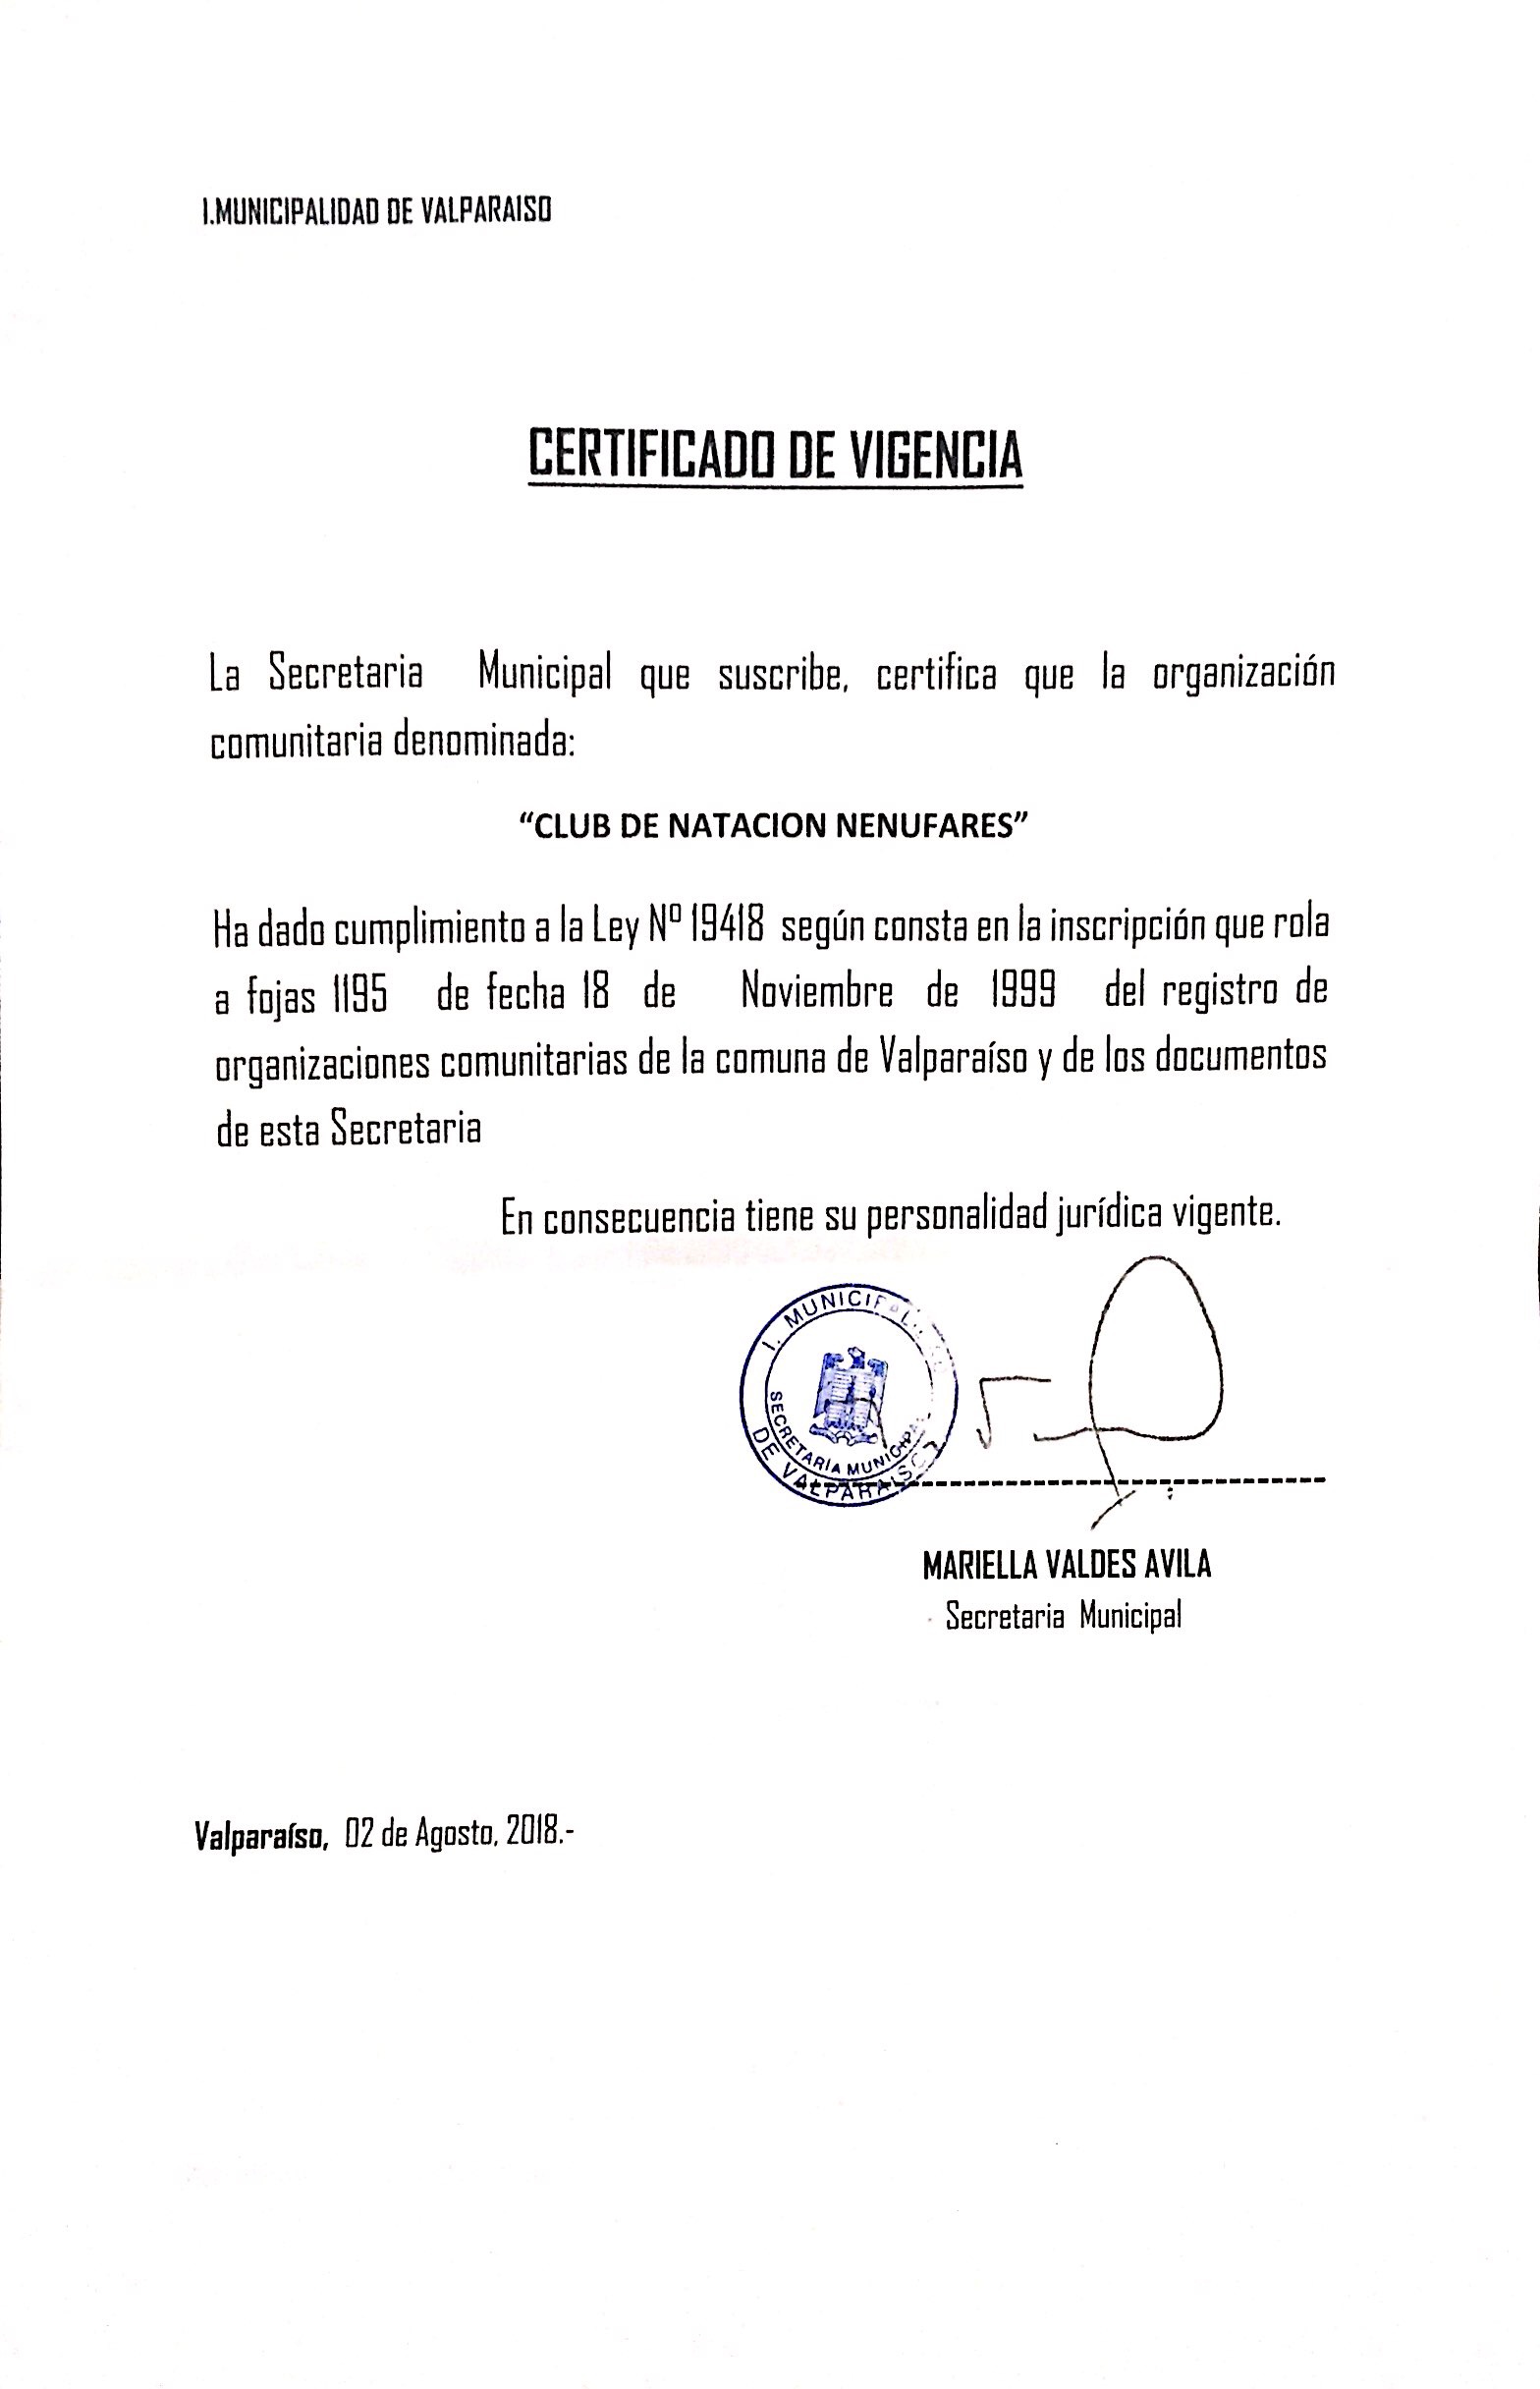 I.MUNICIPALIDAD DE VALPARAISO
CERTIFICADO DE VIGENCIA
La Secretaria Municipal que suscribe, certifica que la organización
comunitaria denominada:
“CLUB DE NATACION NENUFARES”
Ha dado cumplimiento a la Ley Nº 19418 según consta en la inscripción que rola
a fojas 1195 de fecha 18 de Noviembre de 1999 del registro de
organizaciones comunitarias de la comuna de Valparaíso y de los documentos
de esta Secretaria
En consecuencia tiene su personalidad jurídica vigente.
I.
SECRETARIA MUNICIPAL
DE VALPARAISO
MARIELLA VALDES AVILA
Secretaria Municipal
Valparaíso, 02 de Agosto, 2018.-